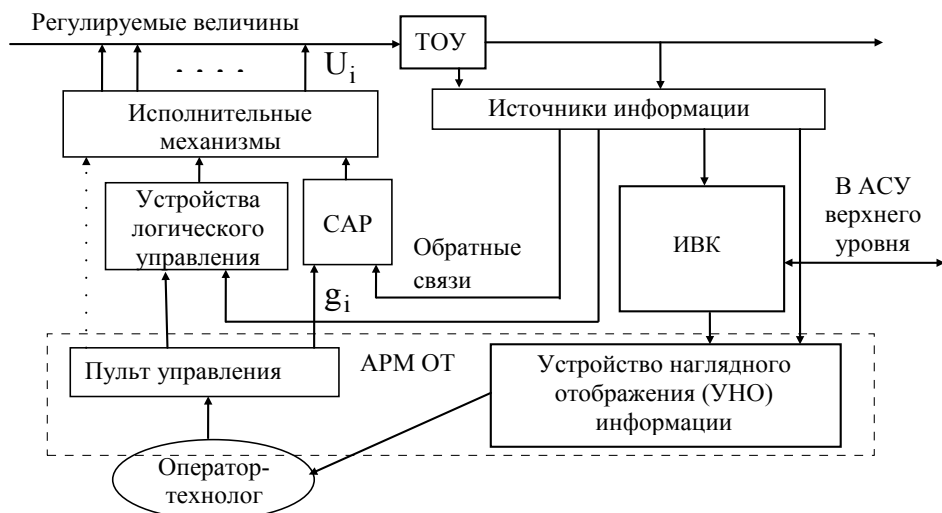 Регулируемые величины
ТОУ
. . . .
U i
Источники информации
Исполнительные
механизмы
В АСУ
верхнего
уровня
Устройства
логического
управления
САР
ИВК
Обратные
связи
g i
Пульт управления
АРМ ОТ
Устройство наглядного
отображения (УНО)
информации
Оператор-
технолог